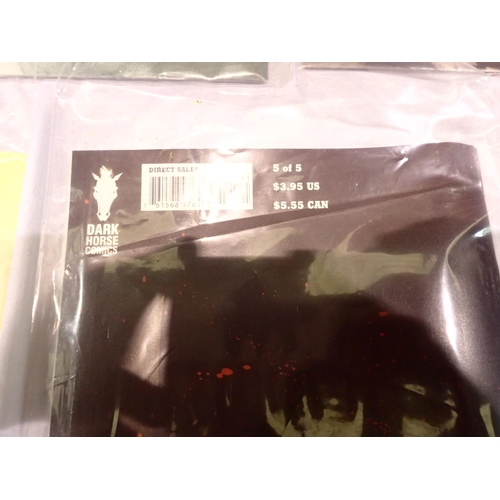 DIRECT SALES
5 of 5
$3.95 US
$5.55 CAN
DARK
HORSE
COMICS